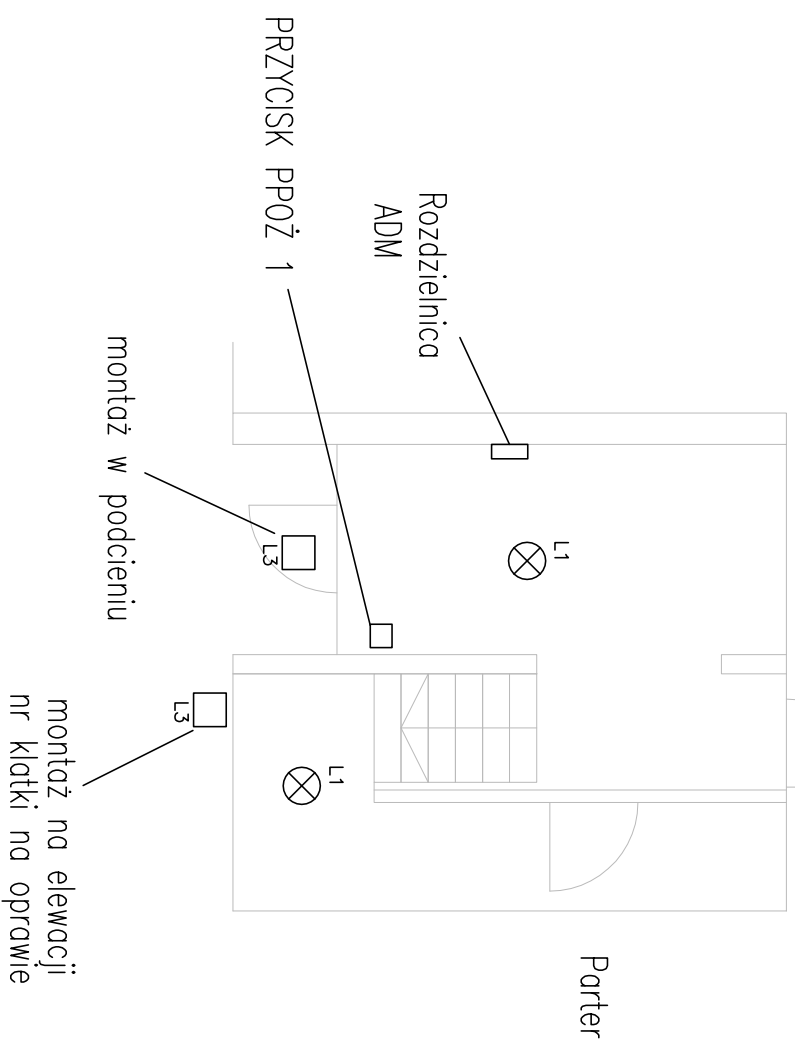 Parter
L1
Rozdzielnica
ADM
L1
PRZYCISK PPOŻ 1
L3
L3
montaż w podcieniu
montaż na elewacji
nr klatki na oprawie